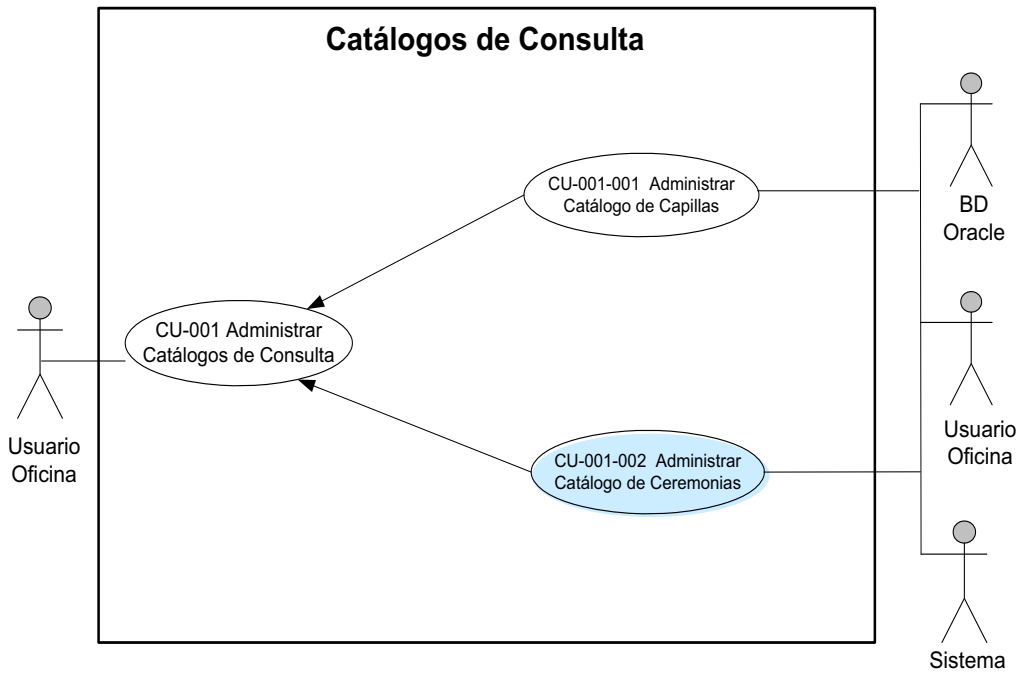 Catálogos de Consulta
CU-001-001 Administrar
Catálogo de Capillas
BD
Oracle
CU-001 Administrar
Catálogos de Consulta
Usuario
Oficina
Usuario
Oficina
CU-001-002 Administrar
Catálogo de Ceremonias
Sistema